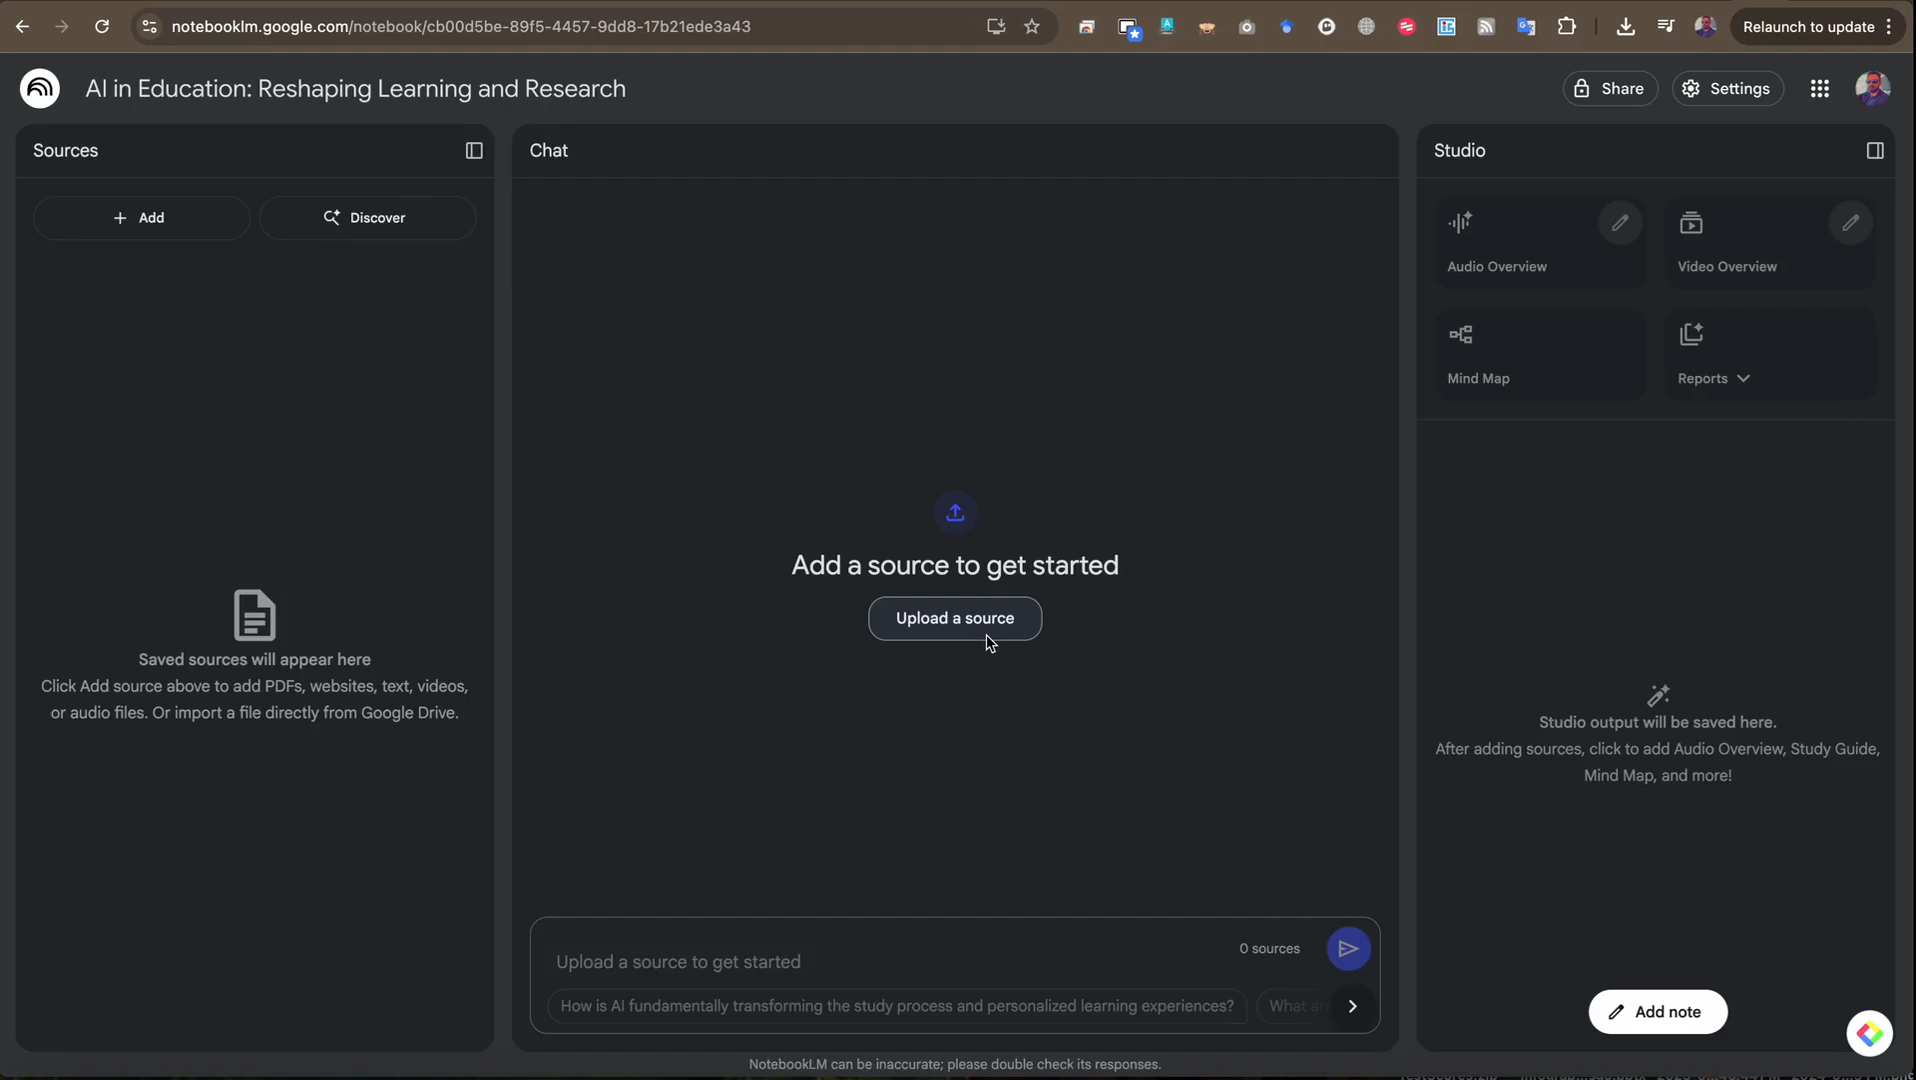 notebooklm.google.com/notebook/cb00d5be-89f5-4457-9dd8-17b21ede3a43
Relaunch to update
AI in Education: Reshaping Learning and Research
Share
Settings
Sources
Add
Discover
Saved sources will appear here
Click Add source above to add PDFs, websites, text, videos,
or audio files. Or import a file directly from Google Drive.
Chat
Add a source to get started
Upload a source
Upload a source to get started
0 sources
How is AI fundamentally transforming the study process and personalized learning experiences?
What
NotebookLM can be inaccurate; please double check its responses.
Studio
Audio Overview
Video Overview
Mind Map
Reports
Studio output will be saved here.
After adding sources, click to add Audio Overview, Study Guide,
Mind Map, and more!
Add note